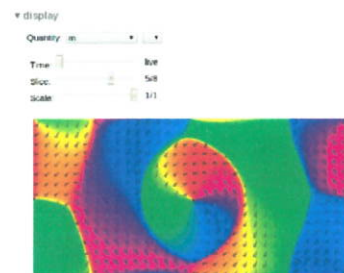 ▾ display
Quantity: m
Time: live
Slice: 5/8
Scale: 1/1